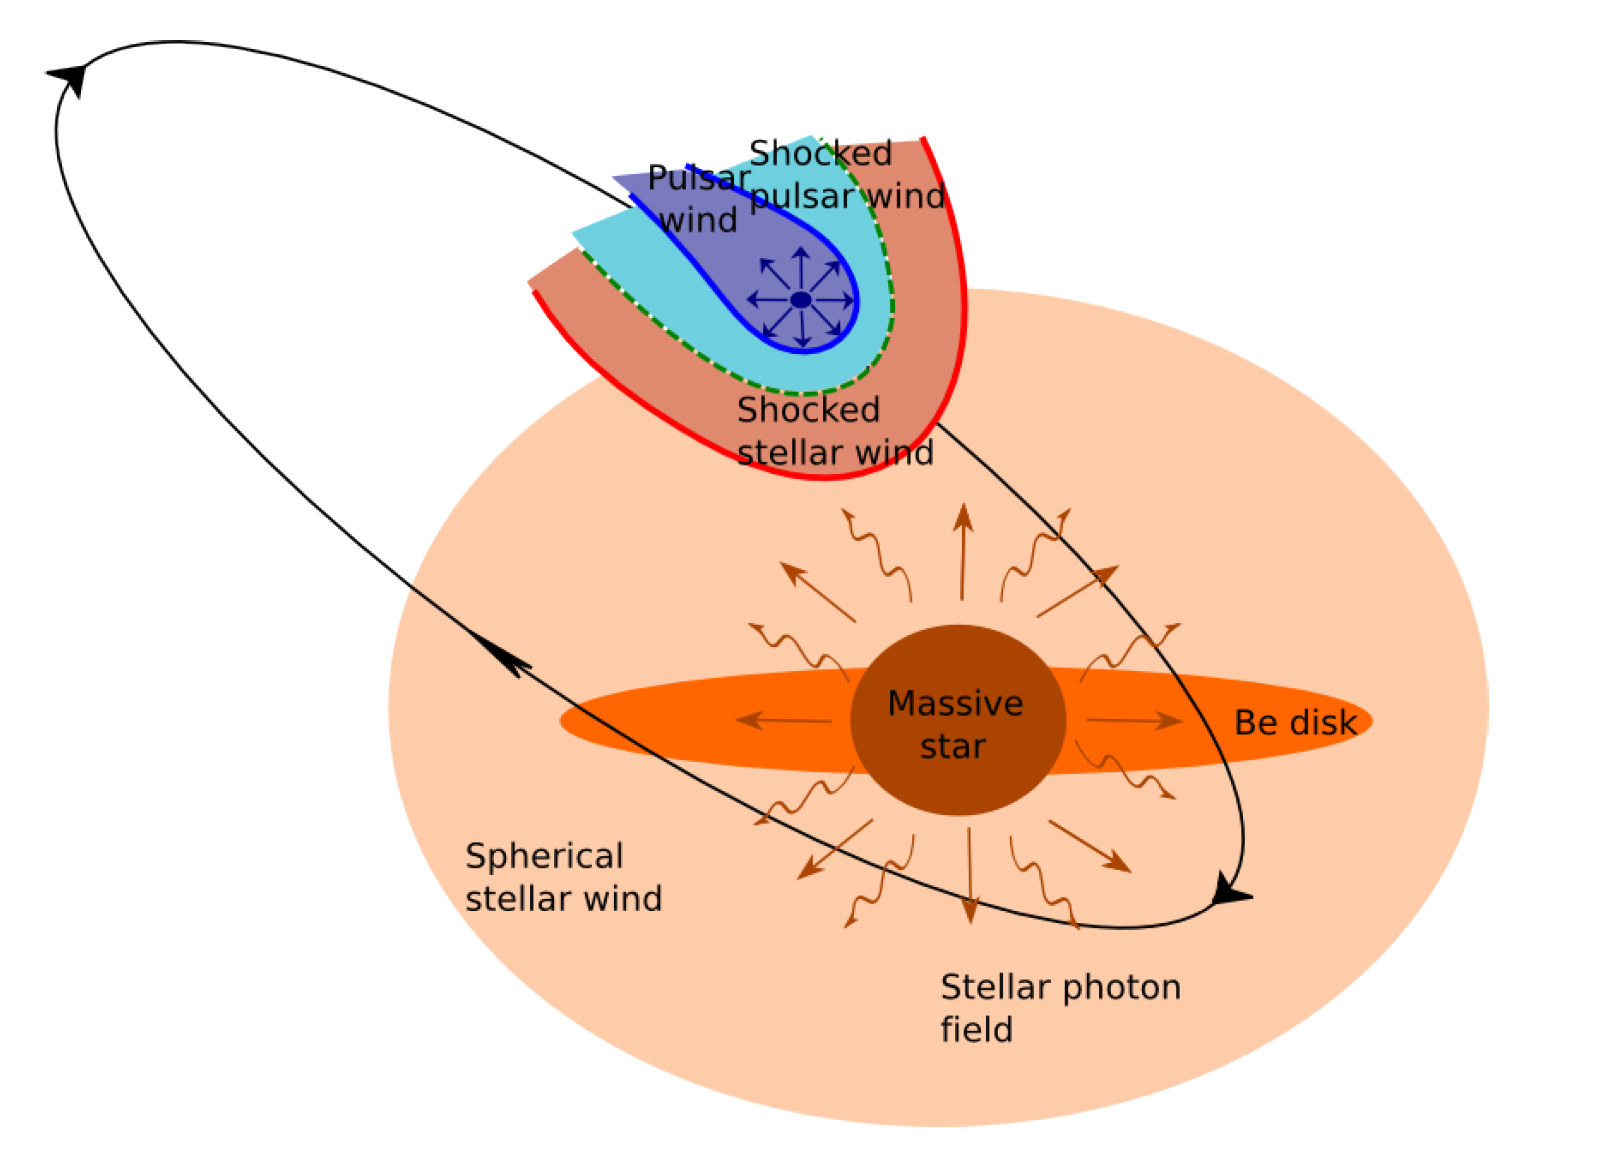 Shocked
pulsar wind
Pulsar
wind
Shocked
stellar wind
Massive
star
Be disk
Spherical
stellar wind
Stellar photon
field